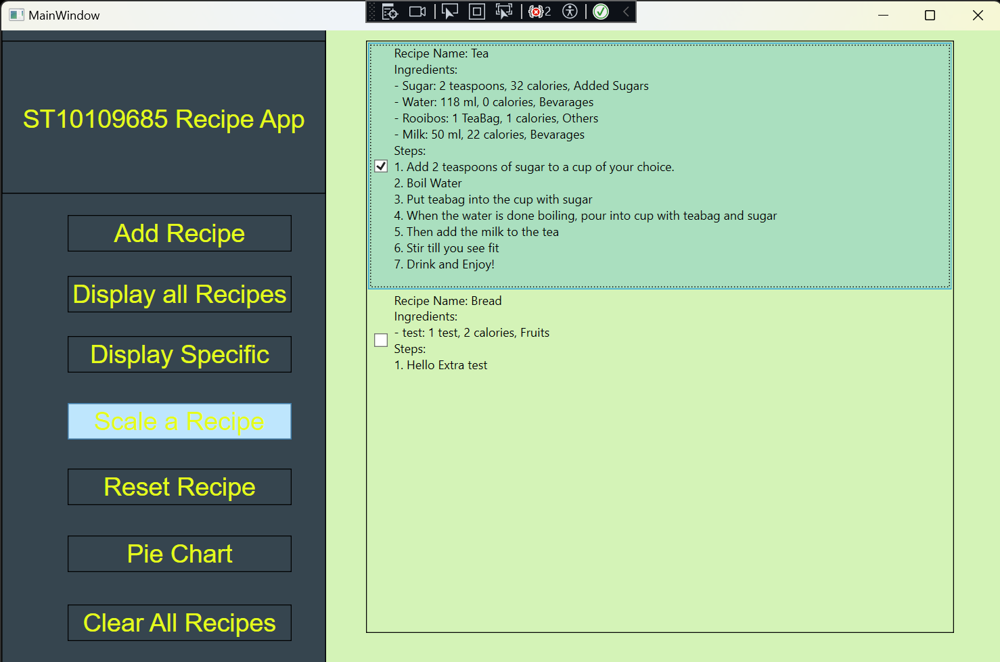 MainWindow
2
ST10109685 Recipe App
Add Recipe
Display all Recipes
Display Specific
Scale a Recipe
Reset Recipe
Pie Chart
Clear All Recipes
Recipe Name: Tea
Ingredients:
- Sugar: 2 teaspoons, 32 calories, Added Sugars
- Water: 118 ml, 0 calories, Bevarages
- Rooibos: 1 TeaBag, 1 calories, Others
- Milk: 50 ml, 22 calories, Bevarages
Steps:
1. Add 2 teaspoons of sugar to a cup of your choice.
2. Boil Water
3. Put teabag into the cup with sugar
4. When the water is done boiling, pour into cup with teabag and sugar
5. Then add the milk to the tea
6. Stir till you see fit
7. Drink and Enjoy!
Recipe Name: Bread
Ingredients:
- test: 1 test, 2 calories, Fruits
Steps:
1. Hello Extra test